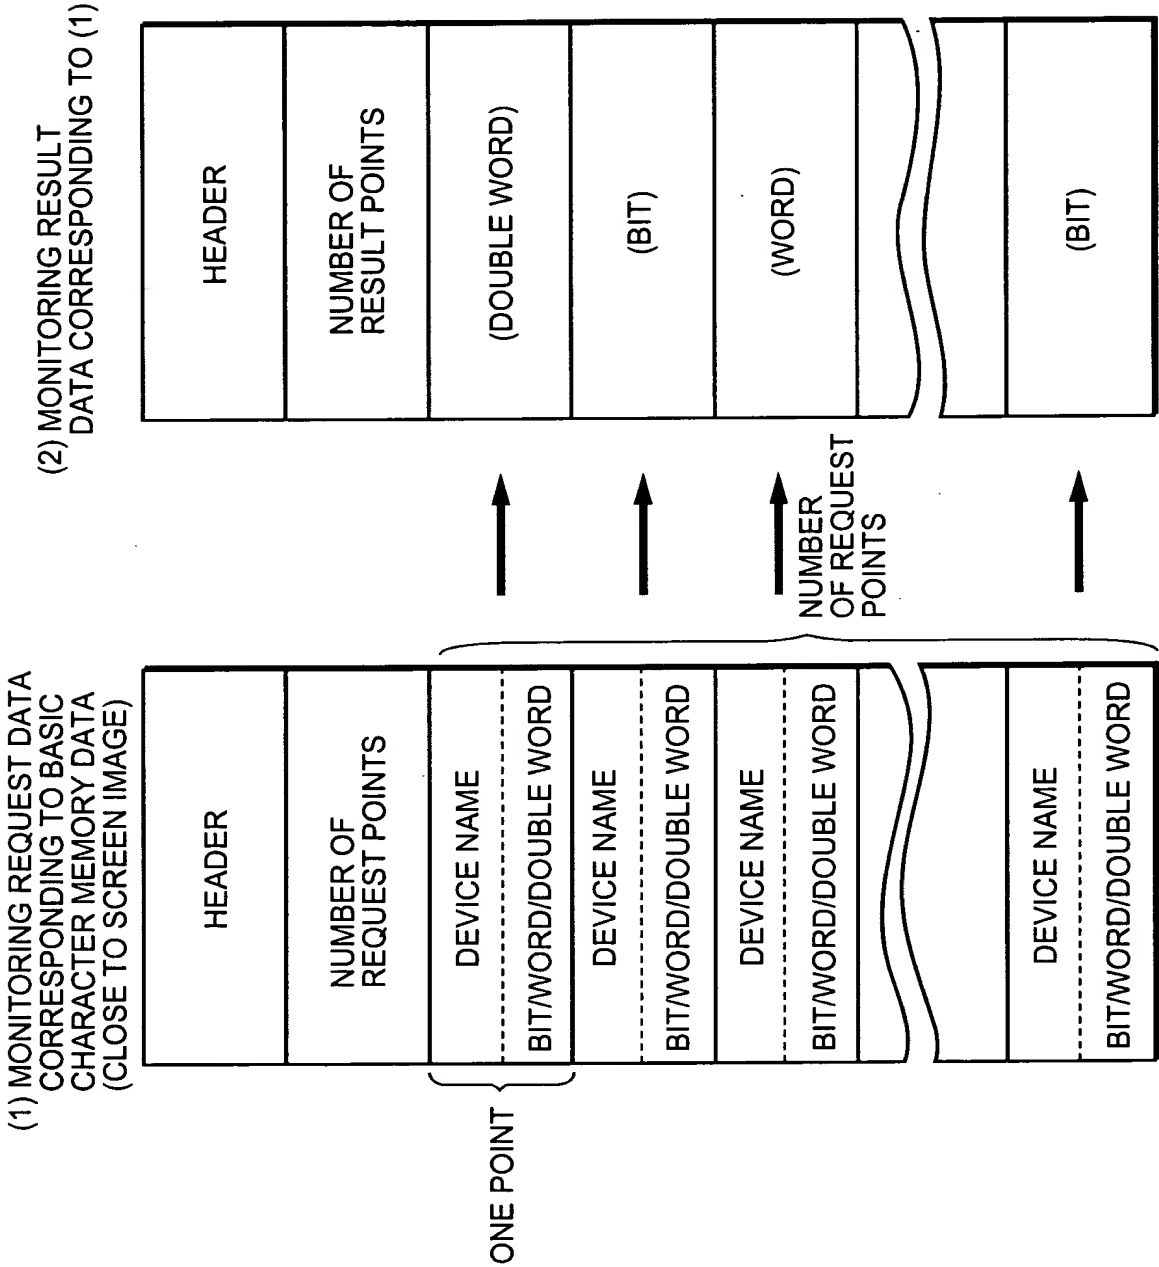 (1) MONITORING REQUEST DATA
CORRESPONDING TO BASIC
CHARACTER MEMORY DATA
(CLOSE TO SCREEN IMAGE)
HEADER
NUMBER OF
REQUEST POINTS
DEVICE NAME
BIT/WORD/DOUBLE WORD
DEVICE NAME
BIT/WORD/DOUBLE WORD
DEVICE NAME
BIT/WORD/DOUBLE WORD
DEVICE NAME
BIT/WORD/DOUBLE WORD
ONE POINT
NUMBER
OF REQUEST
POINTS
(2) MONITORING RESULT
DATA CORRESPONDING TO (1)
HEADER
NUMBER OF
RESULT POINTS
(DOUBLE WORD)
(BIT)
(WORD)
(BIT)